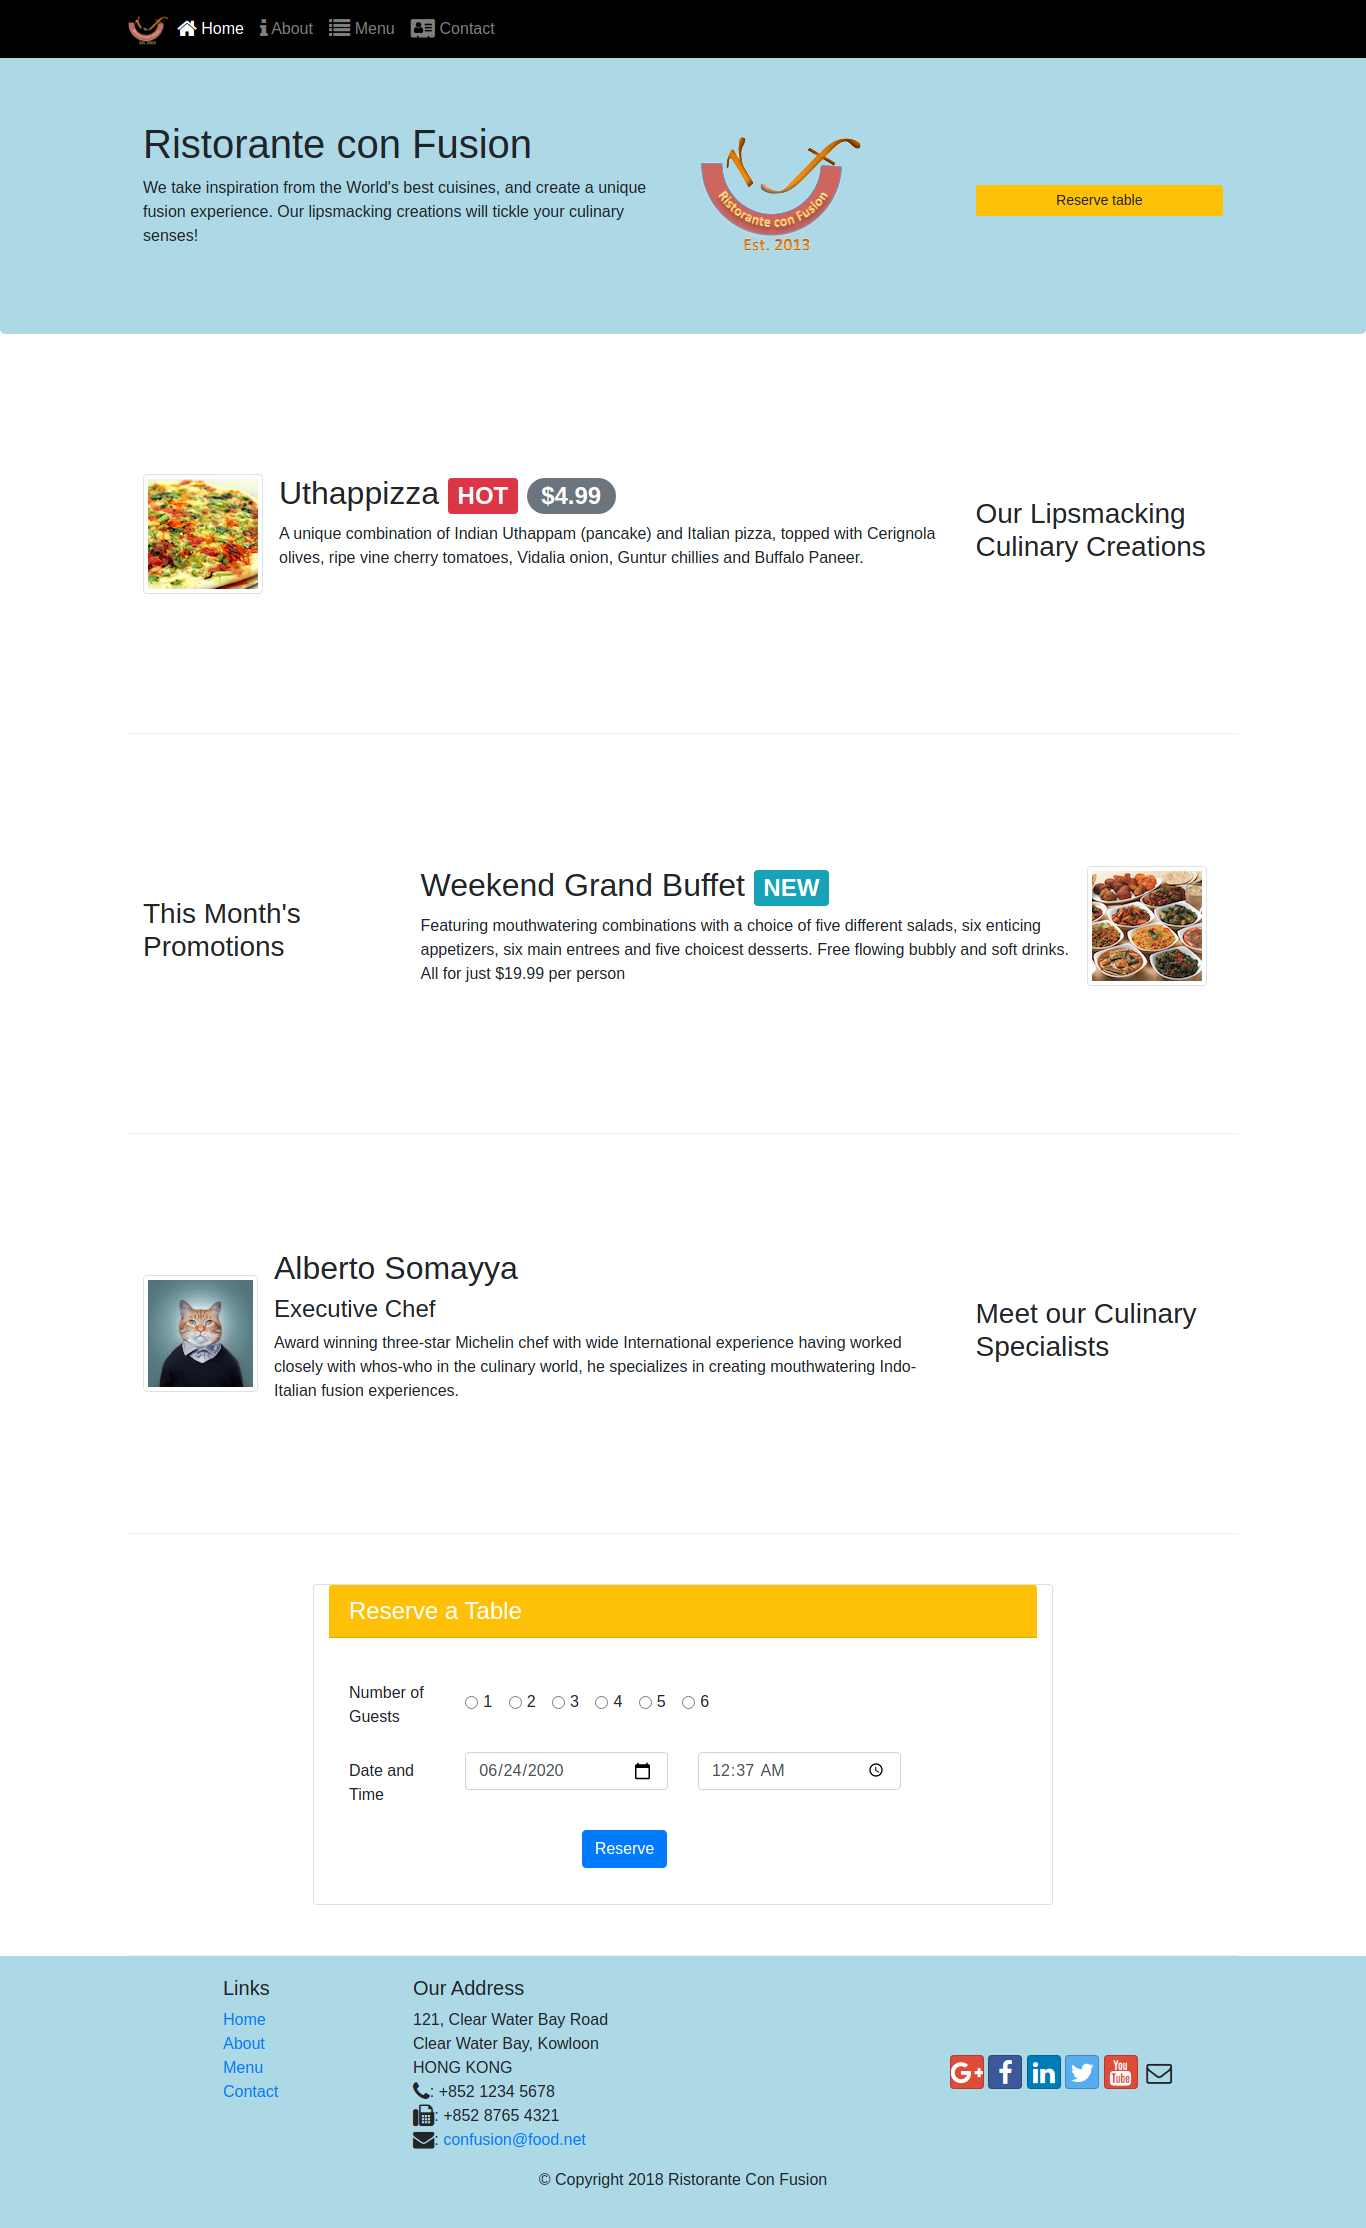 Home About Menu Contact
Ristorante con Fusion
We take inspiration from the World's best cuisines, and create a unique
fusion experience. Our lipsmacking creations will tickle your culinary
senses!
Ristorante con Fusion
Est. 2013
Reserve table
Uthappizza HOT $4.99
A unique combination of Indian Uthappam (pancake) and Italian pizza, topped with Cerignola
olives, ripe vine cherry tomatoes, Vidalia onion, Guntur chillies and Buffalo Paneer.
Our Lipsmacking
Culinary Creations
This Month's
Promotions
Weekend Grand Buffet NEW
Featuring mouthwatering combinations with a choice of five different salads, six enticing
appetizers, six main entrees and five choicest desserts. Free flowing bubbly and soft drinks.
All for just $19.99 per person
Alberto Somayya
Executive Chef
Award winning three-star Michelin chef with wide International experience having worked
closely with whos-who in the culinary world, he specializes in creating mouthwatering Indo-
Italian fusion experiences.
Meet our Culinary
Specialists
Reserve a Table
Number of
Guests
1 2 3 4 5 6
Date and
Time
06/24/2020 12:37 AM
Reserve
Links
Home
About
Menu
Contact
Our Address
121, Clear Water Bay Road
Clear Water Bay, Kowloon
HONG KONG
: +852 1234 5678
: +852 8765 4321
: confusion@food.net
G+ f in You Tube
© Copyright 2018 Ristorante Con Fusion